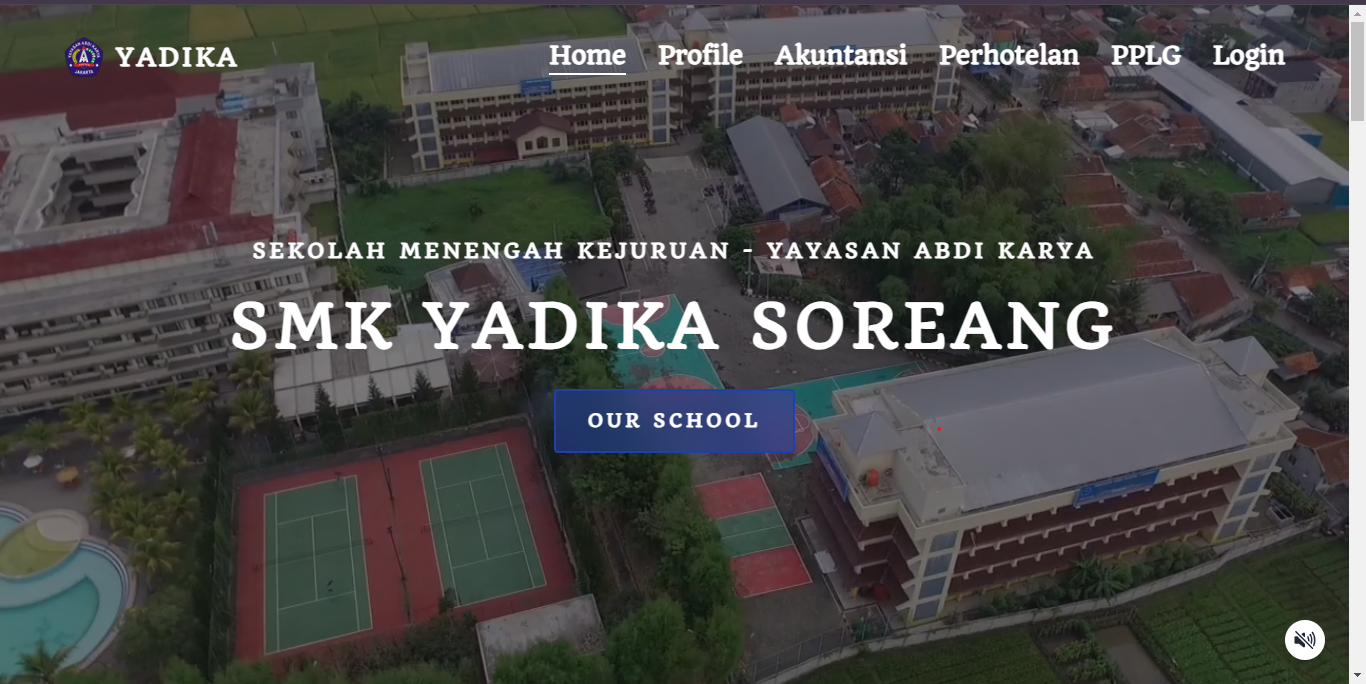 YADIKA
Home Profile Akuntansi Perhotelan PPLG Login
SEKOLAH MENENGAH KEJURUAN - YAYASAN ABDI KARYA
SMK YADIKA SOREANG
OUR SCHOOL